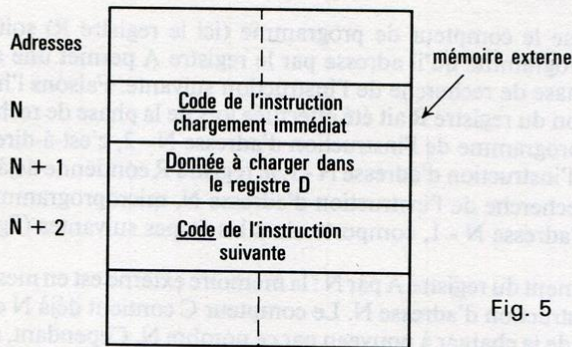 Adresses
mémoire externe
N
Code de l'instruction
chargement immédiat
N + 1
Donnée à charger dans
le registre D
N + 2
Code de l'instruction
suivante
Fig. 5